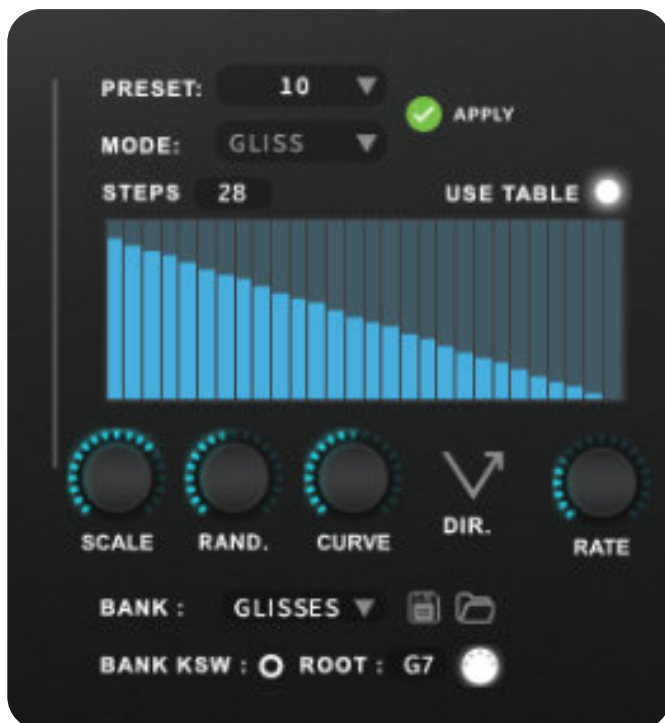 PRESET: 10
APPLY
MODE: GLISS
STEPS 28 USE TABLE
SCALE RAND. CURVE DIR. RATE
BANK : GLISSES
BANK KSW : ROOT : G7